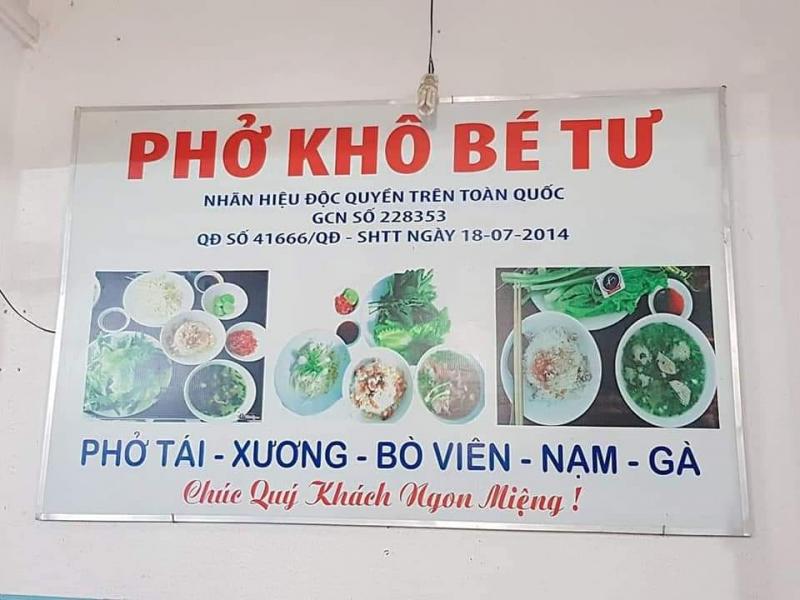 PHỞ KHÔ BÉ TƯ
NHÃN HIỆU ĐỘC QUYỀN TRÊN TOÀN QUỐC
GCN SỐ 228353
QĐ SỐ 41666/QĐ - SHTT NGÀY 18-07-2014
PHỞ TÁI - XƯƠNG - BÒ VIÊN - NẠM - GÀ
Chúc Quý Khách Ngon Miệng !